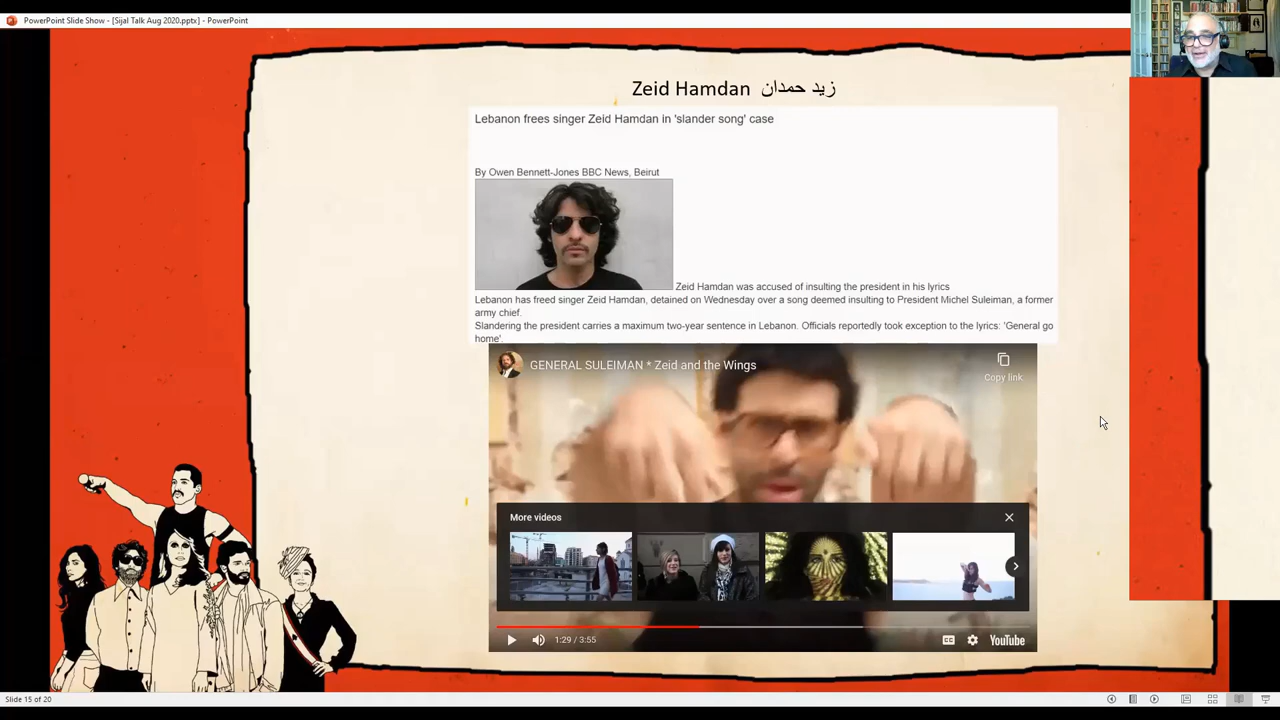 PowerPoint Slide Show - [Sijal Talk Aug 2020.pptx] - PowerPoint
Zeid Hamdan زيد حمدان
Lebanon frees singer Zeid Hamdan in 'slander song' case
By Owen Bennett-Jones BBC News, Beirut
Zeid Hamdan was accused of insulting the president in his lyrics
Lebanon has freed singer Zeid Hamdan, detained on Wednesday over a song deemed insulting to President Michel Suleiman, a former
army chief.
Slandering the president carries a maximum two-year sentence in Lebanon. Officials reportedly took exception to the lyrics: 'General go
home'.
GENERAL SULEIMAN * Zeid and the Wings
Copy link
More videos
1:29 / 3:55
CC
YouTube
Slide 15 of 20